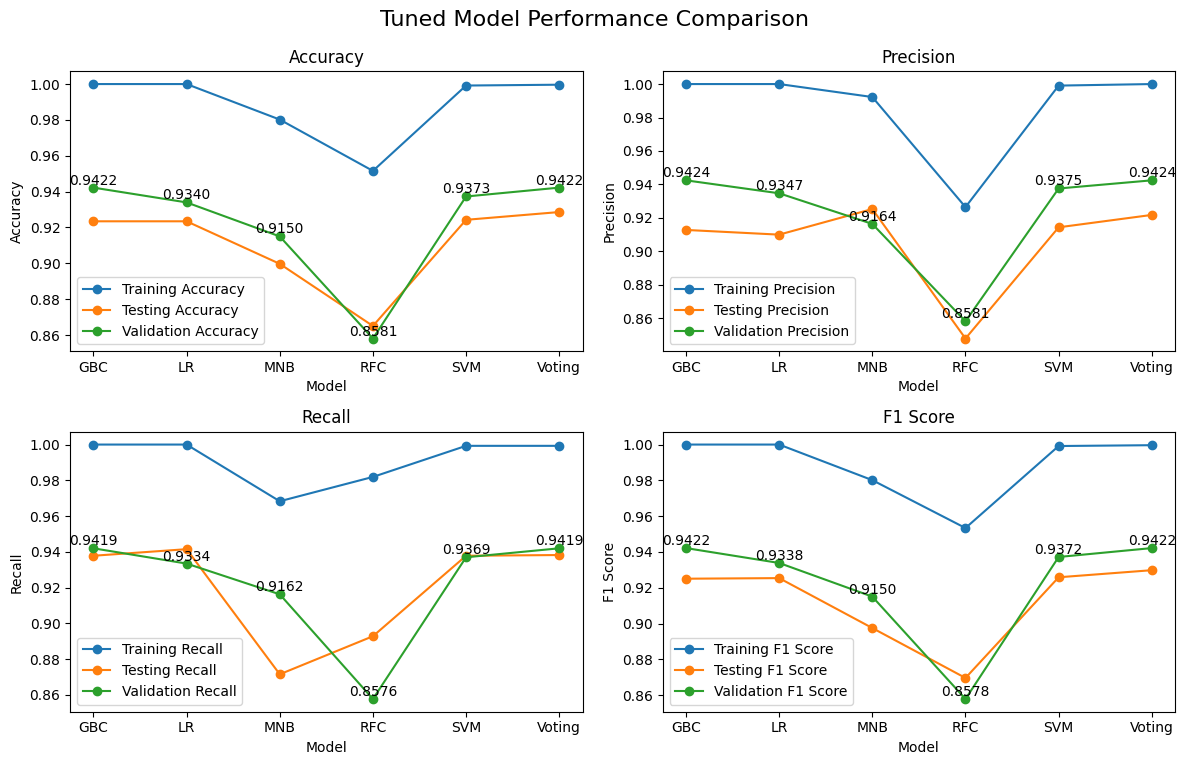 Tuned Model Performance Comparison
Accuracy
1.00
0.98
0.96
0.94
0.92
0.90
0.88
0.86
Accuracy
0.9422
0.9340
0.9150
0.8581
0.9373
0.9422
Training Accuracy
Testing Accuracy
Validation Accuracy
GBC LR MNB RFC SVM Voting
Model
Precision
1.00
0.98
0.96
0.94
0.92
0.90
0.88
0.86
Precision
0.9424
0.9347
0.9164
0.8581
0.9375
0.9424
Training Precision
Testing Precision
Validation Precision
GBC LR MNB RFC SVM Voting
Model
Recall
1.00
0.98
0.96
0.94
0.92
0.90
0.88
0.86
Recall
0.9419
0.9334
0.9162
0.8576
0.9369
0.9419
Training Recall
Testing Recall
Validation Recall
GBC LR MNB RFC SVM Voting
Model
F1 Score
1.00
0.98
0.96
0.94
0.92
0.90
0.88
0.86
F1 Score
0.9422
0.9338
0.9150
0.8578
0.9372
0.9422
Training F1 Score
Testing F1 Score
Validation F1 Score
GBC LR MNB RFC SVM Voting
Model